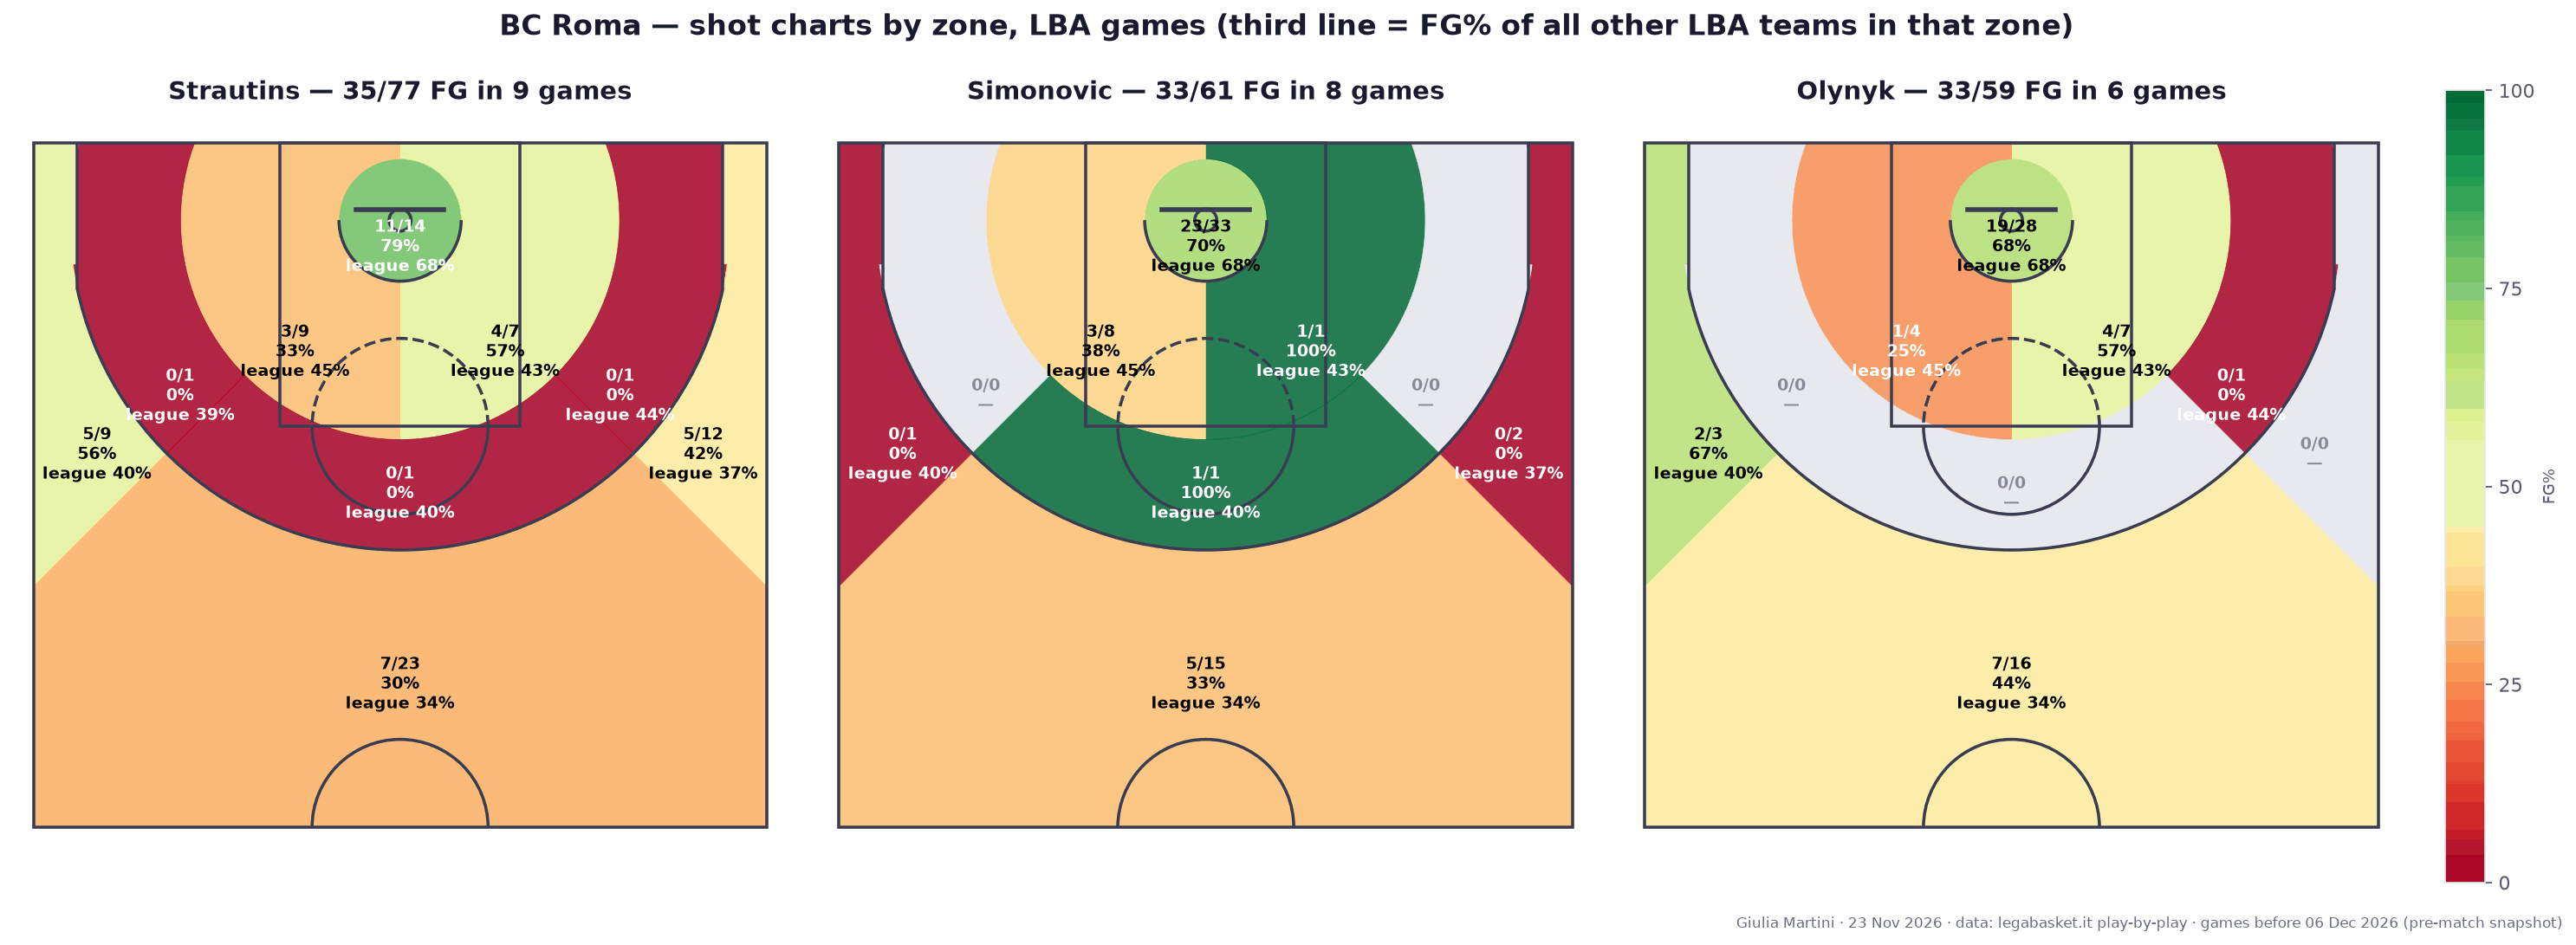 BC Roma — shot charts by zone, LBA games (third line = FG% of all other LBA teams in that zone)
Strautins — 35/77 FG in 9 games
11/14
79%
league 68%
3/9
33%
league 45%
4/7
57%
league 43%
0/1
0%
league 39%
0/1
0%
league 44%
5/9
56%
league 40%
5/12
42%
league 37%
0/1
0%
league 40%
7/23
30%
league 34%
Simonovic — 33/61 FG in 8 games
23/33
70%
league 68%
3/8
38%
league 45%
1/1
100%
league 43%
0/0
—
0/0
—
0/1
0%
league 40%
0/2
0%
league 37%
1/1
100%
league 40%
5/15
33%
league 34%
Olynyk — 33/59 FG in 6 games
19/28
68%
league 68%
1/4
25%
league 45%
4/7
57%
league 43%
0/0
—
0/1
0%
league 44%
2/3
67%
league 40%
0/0
—
0/0
—
7/16
44%
league 34%
100
75
50
25
0
FG%
Giulia Martini · 23 Nov 2026 · data: legabasket.it play-by-play · games before 06 Dec 2026 (pre-match snapshot)